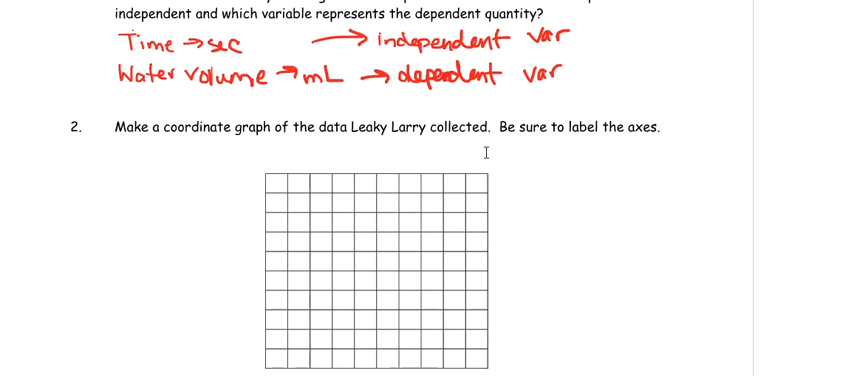 independent and which variable represents the dependent quantity?
Time → sec → independent var
Water volume → mL → dependent var
2. Make a coordinate graph of the data Leaky Larry collected. Be sure to label the axes.